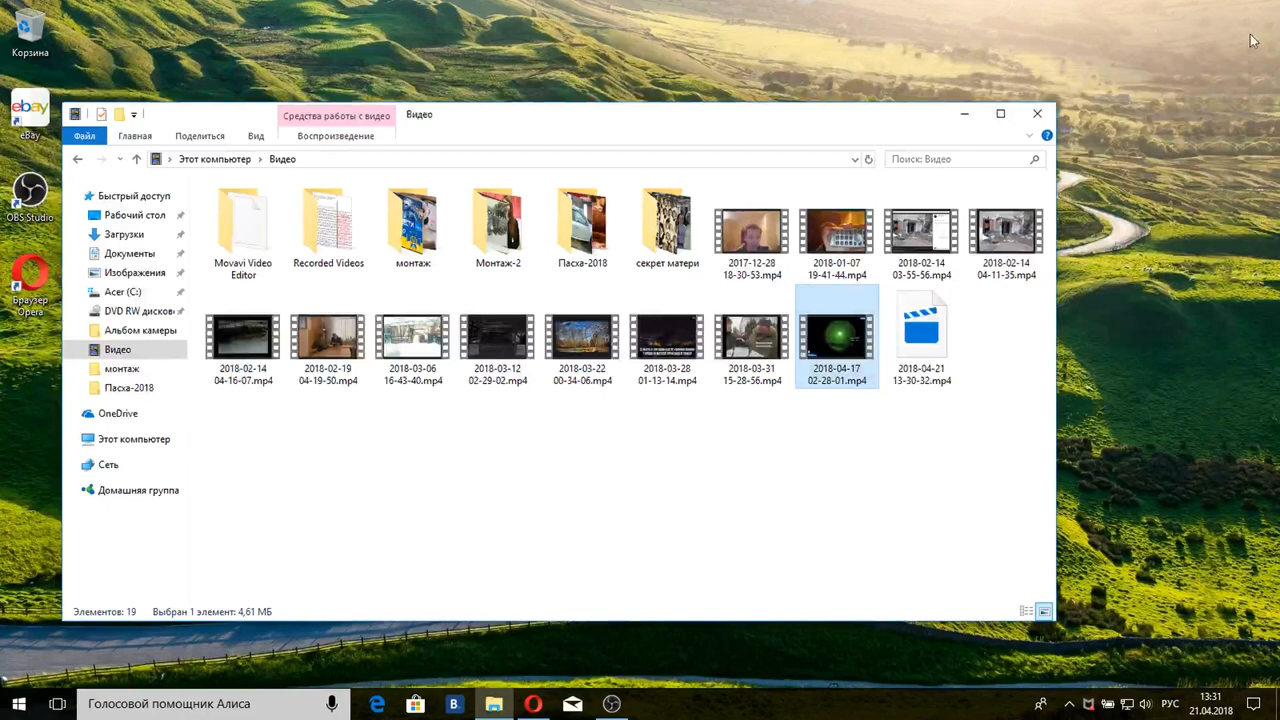 Корзина
ebay
eBay
OBS Studio
Браузер
Opera
Средства работы с видео
Видео
Файл
Главная
Поделиться
Вид
Воспроизведение
Этот компьютер
Видео
Поиск: Видео
Быстрый доступ
Рабочий стол
Загрузки
Документы
Изображения
Acer (C:)
DVD RW дисково
Альбом камеры
Видео
монтаж
Пасха-2018
OneDrive
Этот компьютер
Сеть
Домашняя группа
Movavi Video
Editor
Recorded Videos
монтаж
Монтаж-2
Пасха-2018
секрет матери
2017-12-28
18-30-53.mp4
2018-01-07
19-41-44.mp4
2018-02-14
03-55-56.mp4
2018-02-14
04-11-35.mp4
2018-02-14
04-16-07.mp4
2018-02-19
04-19-50.mp4
2018-03-06
16-43-40.mp4
2018-03-12
02-29-02.mp4
2018-03-22
00-34-06.mp4
2018-03-28
01-13-14.mp4
2018-03-31
15-28-56.mp4
2018-04-17
02-28-01.mp4
2018-04-21
13-30-32.mp4
Элементов: 19
Выбран 1 элемент: 4,61 МБ
Голосовой помощник Алиса
B.
РУС
13:31
21.04.2018